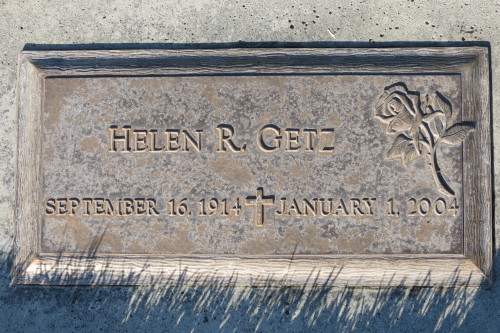 HELEN R. GETZ
SEPTEMBER 16, 1914 JANUARY 1, 2004